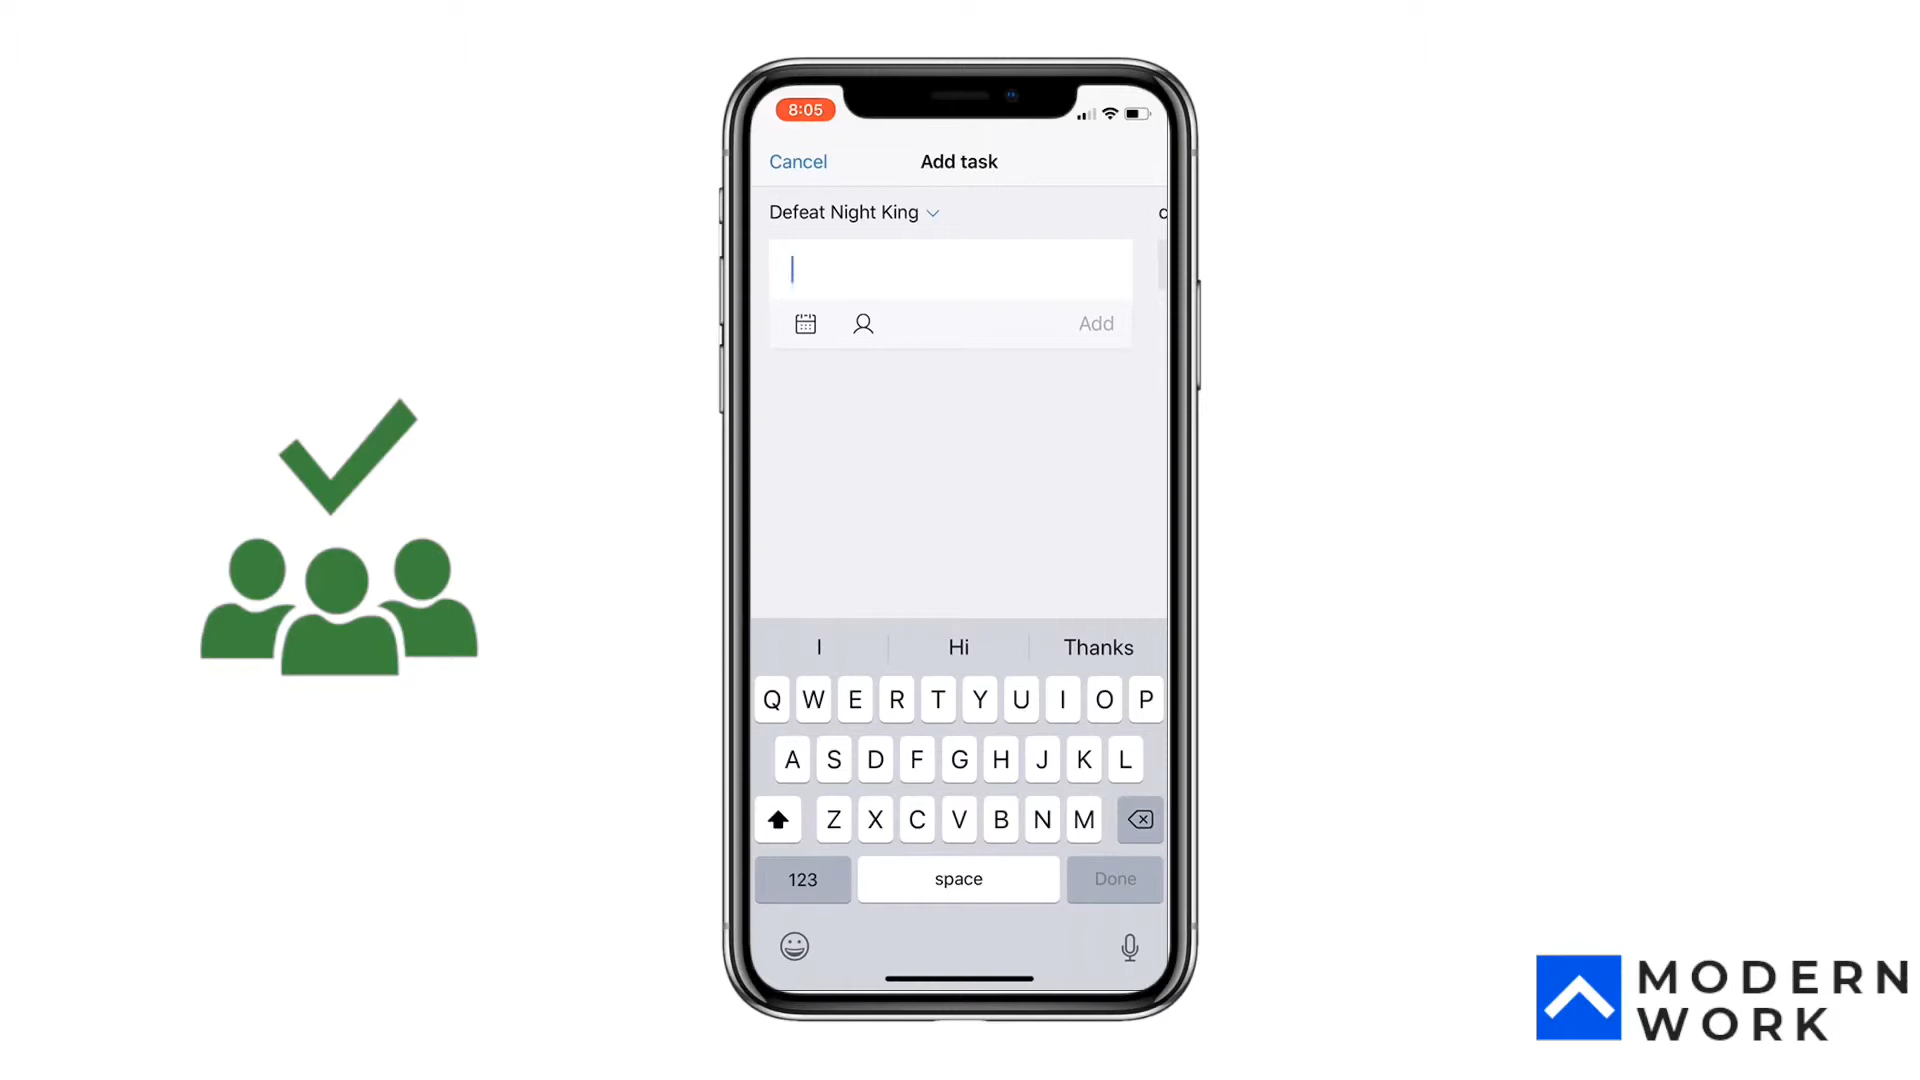 8:05
Cancel
Add task
Defeat Night King
Add
I Hi Thanks
Q W E R T Y U I O P
A S D F G H J K L
Z X C V B N M
123 space Done
MODERN
WORK